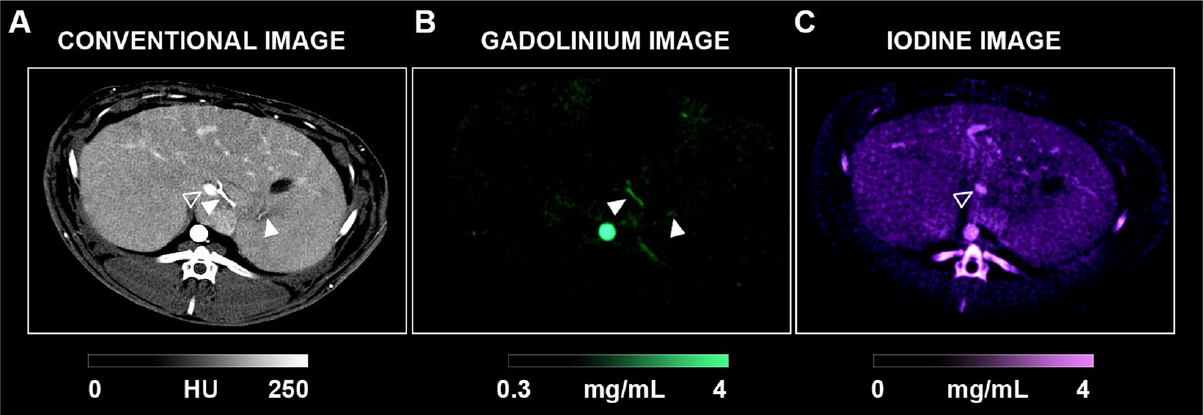 A
CONVENTIONAL IMAGE
B
GADOLINIUM IMAGE
C
IODINE IMAGE
0 HU 250
0.3 mg/mL 4
0 mg/mL 4